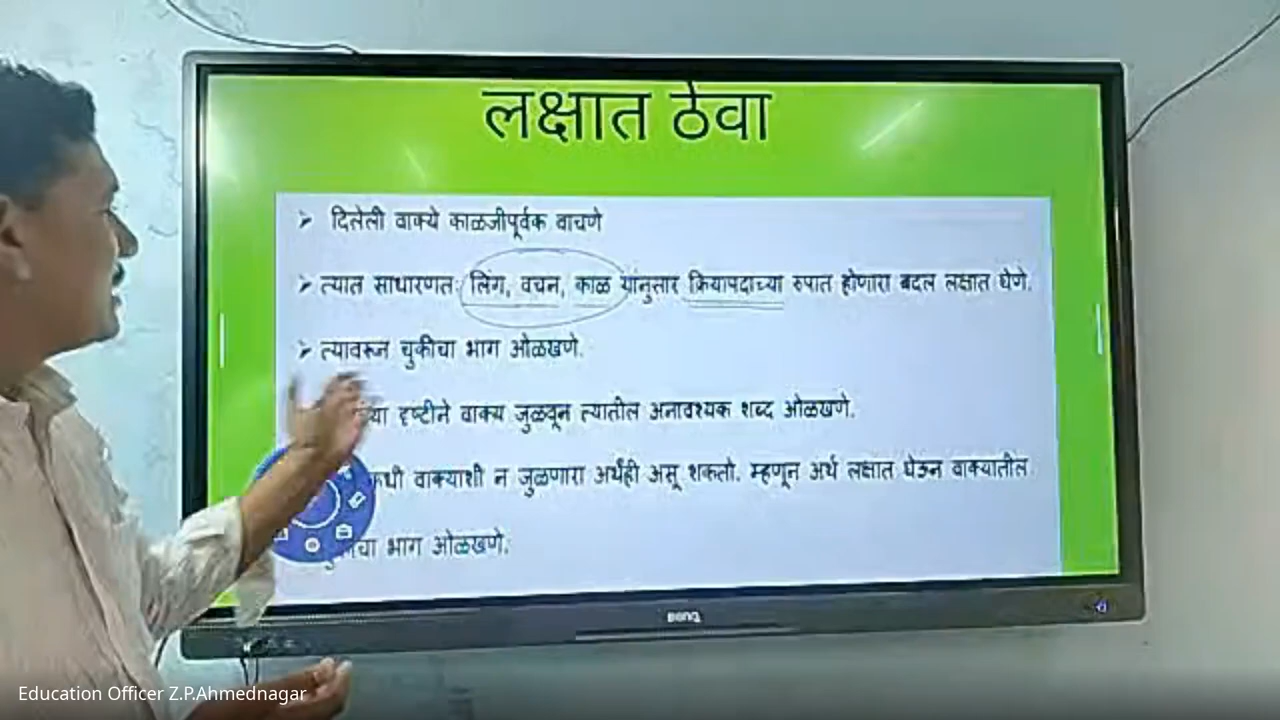 लक्षात ठेवा
➢ दिलेली वाक्ये काळजीपूर्वक वाचणे
➢ त्यात साधारणतः लिंग, वचन, काळ यांनुसार क्रियापदाच्या रुपात होणारा बदल लक्षात घेणे.
➢ त्यावरून चुकीचा भाग ओळखणे.
दृष्टीने वाक्य जुळवून त्यातील अनावश्यक शब्द ओळखणे.
वाक्याशी न जुळणारा अर्थही असू शकतो. म्हणून अर्थ लक्षात घेऊन वाक्यातील
भाग ओळखणे.
BenQ
Education Officer Z.P.Ahmednagar